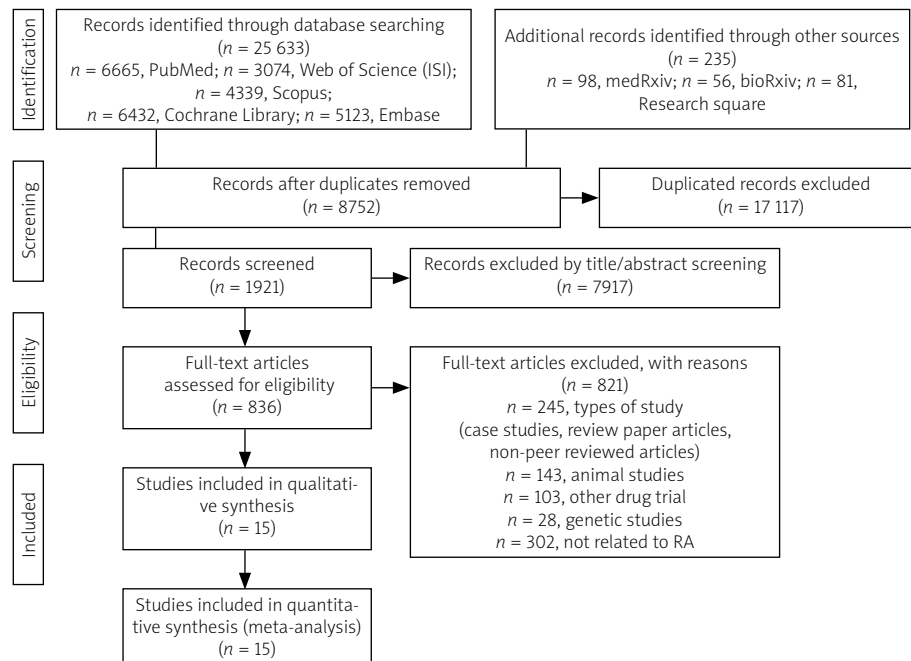 Identification
Records identified through database searching
(n = 25 633)
n = 6665, PubMed; n = 3074, Web of Science (ISI);
n = 4339, Scopus;
n = 6432, Cochrane Library; n = 5123, Embase
Additional records identified through other sources
(n = 235)
n = 98, medRxiv; n = 56, bioRxiv; n = 81,
Research square
Screening
Records after duplicates removed
(n = 8752)
Duplicated records excluded
(n = 17 117)
Records screened
(n = 1921)
Records excluded by title/abstract screening
(n = 7917)
Eligibility
Full-text articles
assessed for eligibility
(n = 836)
Full-text articles excluded, with reasons
(n = 821)
n = 245, types of study
(case studies, review paper articles,
non-peer reviewed articles)
n = 143, animal studies
n = 103, other drug trial
n = 28, genetic studies
n = 302, not related to RA
Included
Studies included in qualitat-
ive synthesis
(n = 15)
Studies included in quantita-
tive synthesis (meta-analysis)
(n = 15)